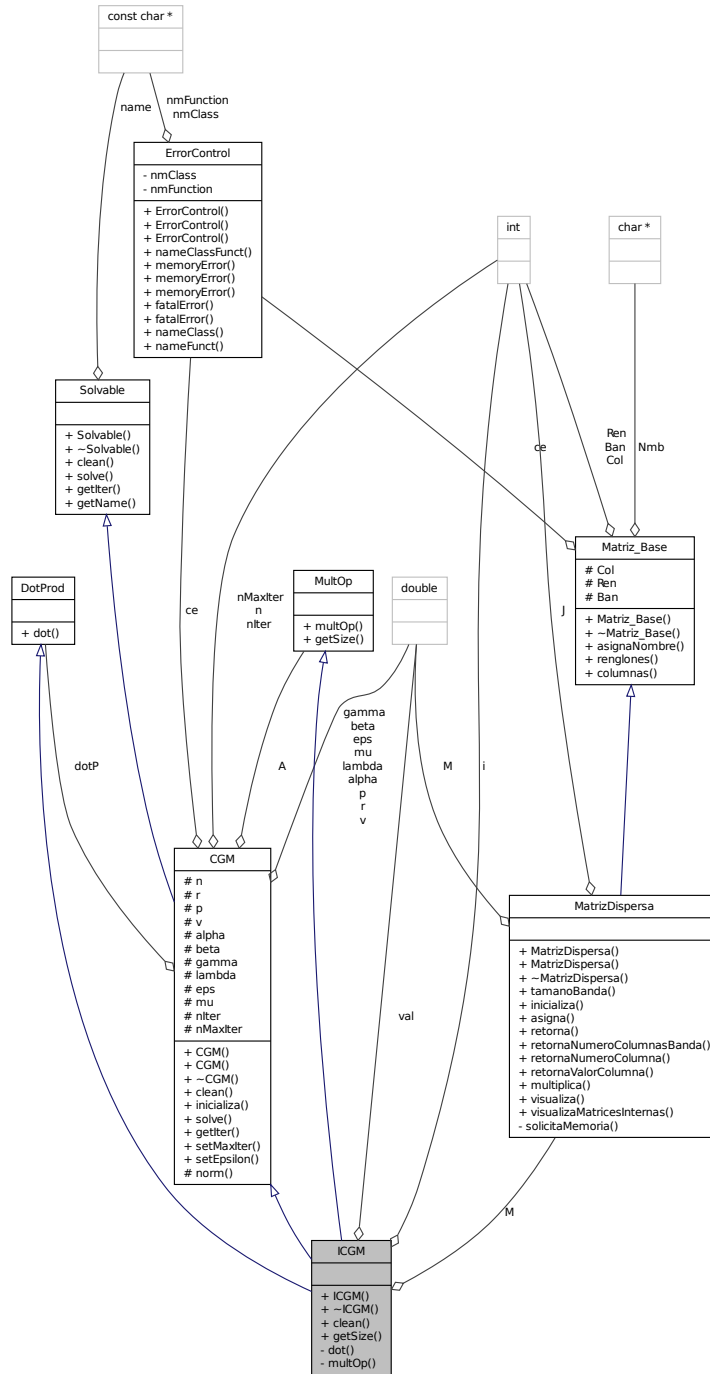 const char *
name
nmFunction
nmClass
ErrorControl
- nmClass
- nmFunction
+ ErrorControl()
+ ErrorControl()
+ ErrorControl()
+ nameClassFunct()
+ memoryError()
+ memoryError()
+ memoryError()
+ fatalError()
+ fatalError()
+ nameClass()
+ nameFunct()
int
char *
Solvable
+ Solvable()
+ ~Solvable()
+ clean()
+ solve()
+ getIter()
+ getName()
ce
Ren
Ban
Col
Nmb
Matriz_Base
# Col
# Ren
# Ban
+ Matriz_Base()
+ ~Matriz_Base()
+ asignaNombre()
+ renglones()
+ columnas()
DotProd
+ dot()
ce
nMaxIter
n
nIter
MultOp
+ multOp()
+ getSize()
double
J
dotP
A
gamma
beta
eps
mu
lambda
alpha
p
r
v
M
i
CGM
# n
# r
# p
# v
# alpha
# beta
# gamma
# lambda
# eps
# mu
# nIter
# nMaxIter
+ CGM()
+ CGM()
+ ~CGM()
+ clean()
+ inicializa()
+ solve()
+ getIter()
+ setMaxIter()
+ setEpsilon()
# norm()
val
MatrizDispersa
+ MatrizDispersa()
+ MatrizDispersa()
+ ~MatrizDispersa()
+ tamanoBanda()
+ inicializa()
+ asigna()
+ retorna()
+ retornaNumeroColumnasBanda()
+ retornaNumeroColumna()
+ retornaValorColumna()
+ multiplica()
+ visualiza()
+ visualizaMatricesInternas()
- solicitaMemoria()
M
ICGM
+ ICGM()
+ ~ICGM()
+ clean()
+ getSize()
- dot()
- multOp()